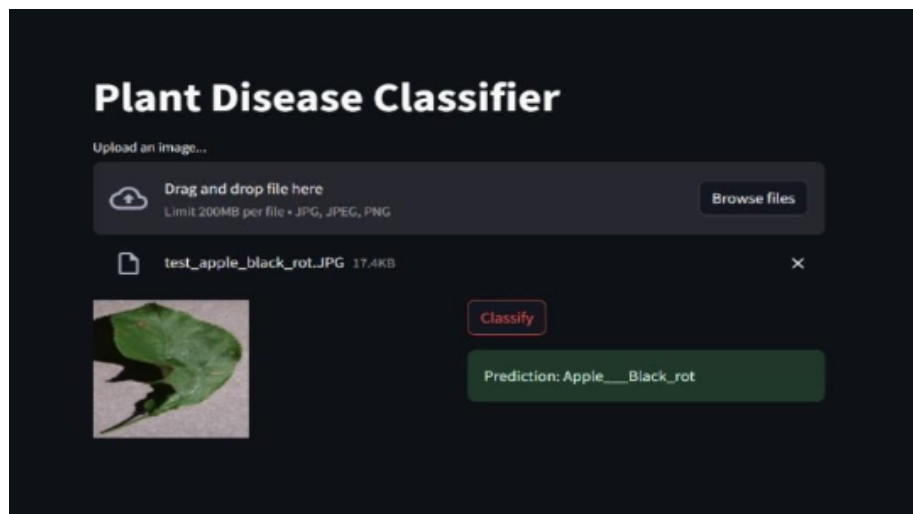 Plant Disease Classifier
Upload an image...
Drag and drop file here
Limit 200MB per file • JPG, JPEG, PNG
Browse files
test_apple_black_rot.JPG 17.4KB
Classify
Prediction: Apple___Black_rot